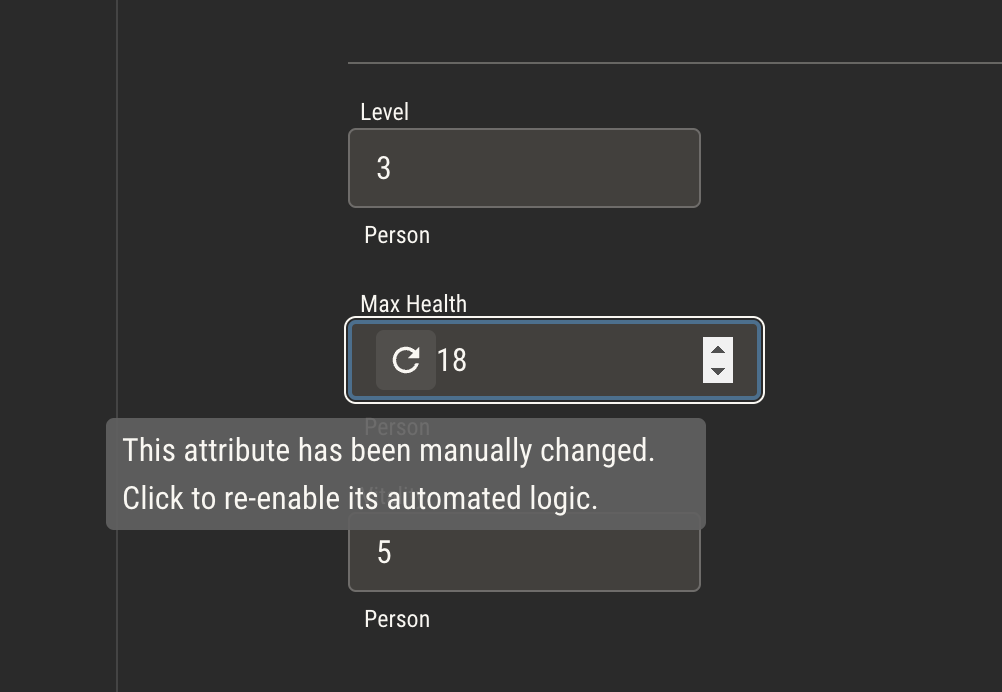 Level
3
Person
Max Health
18
Person
This attribute has been manually changed.
Click to re-enable its automated logic.
5
Person